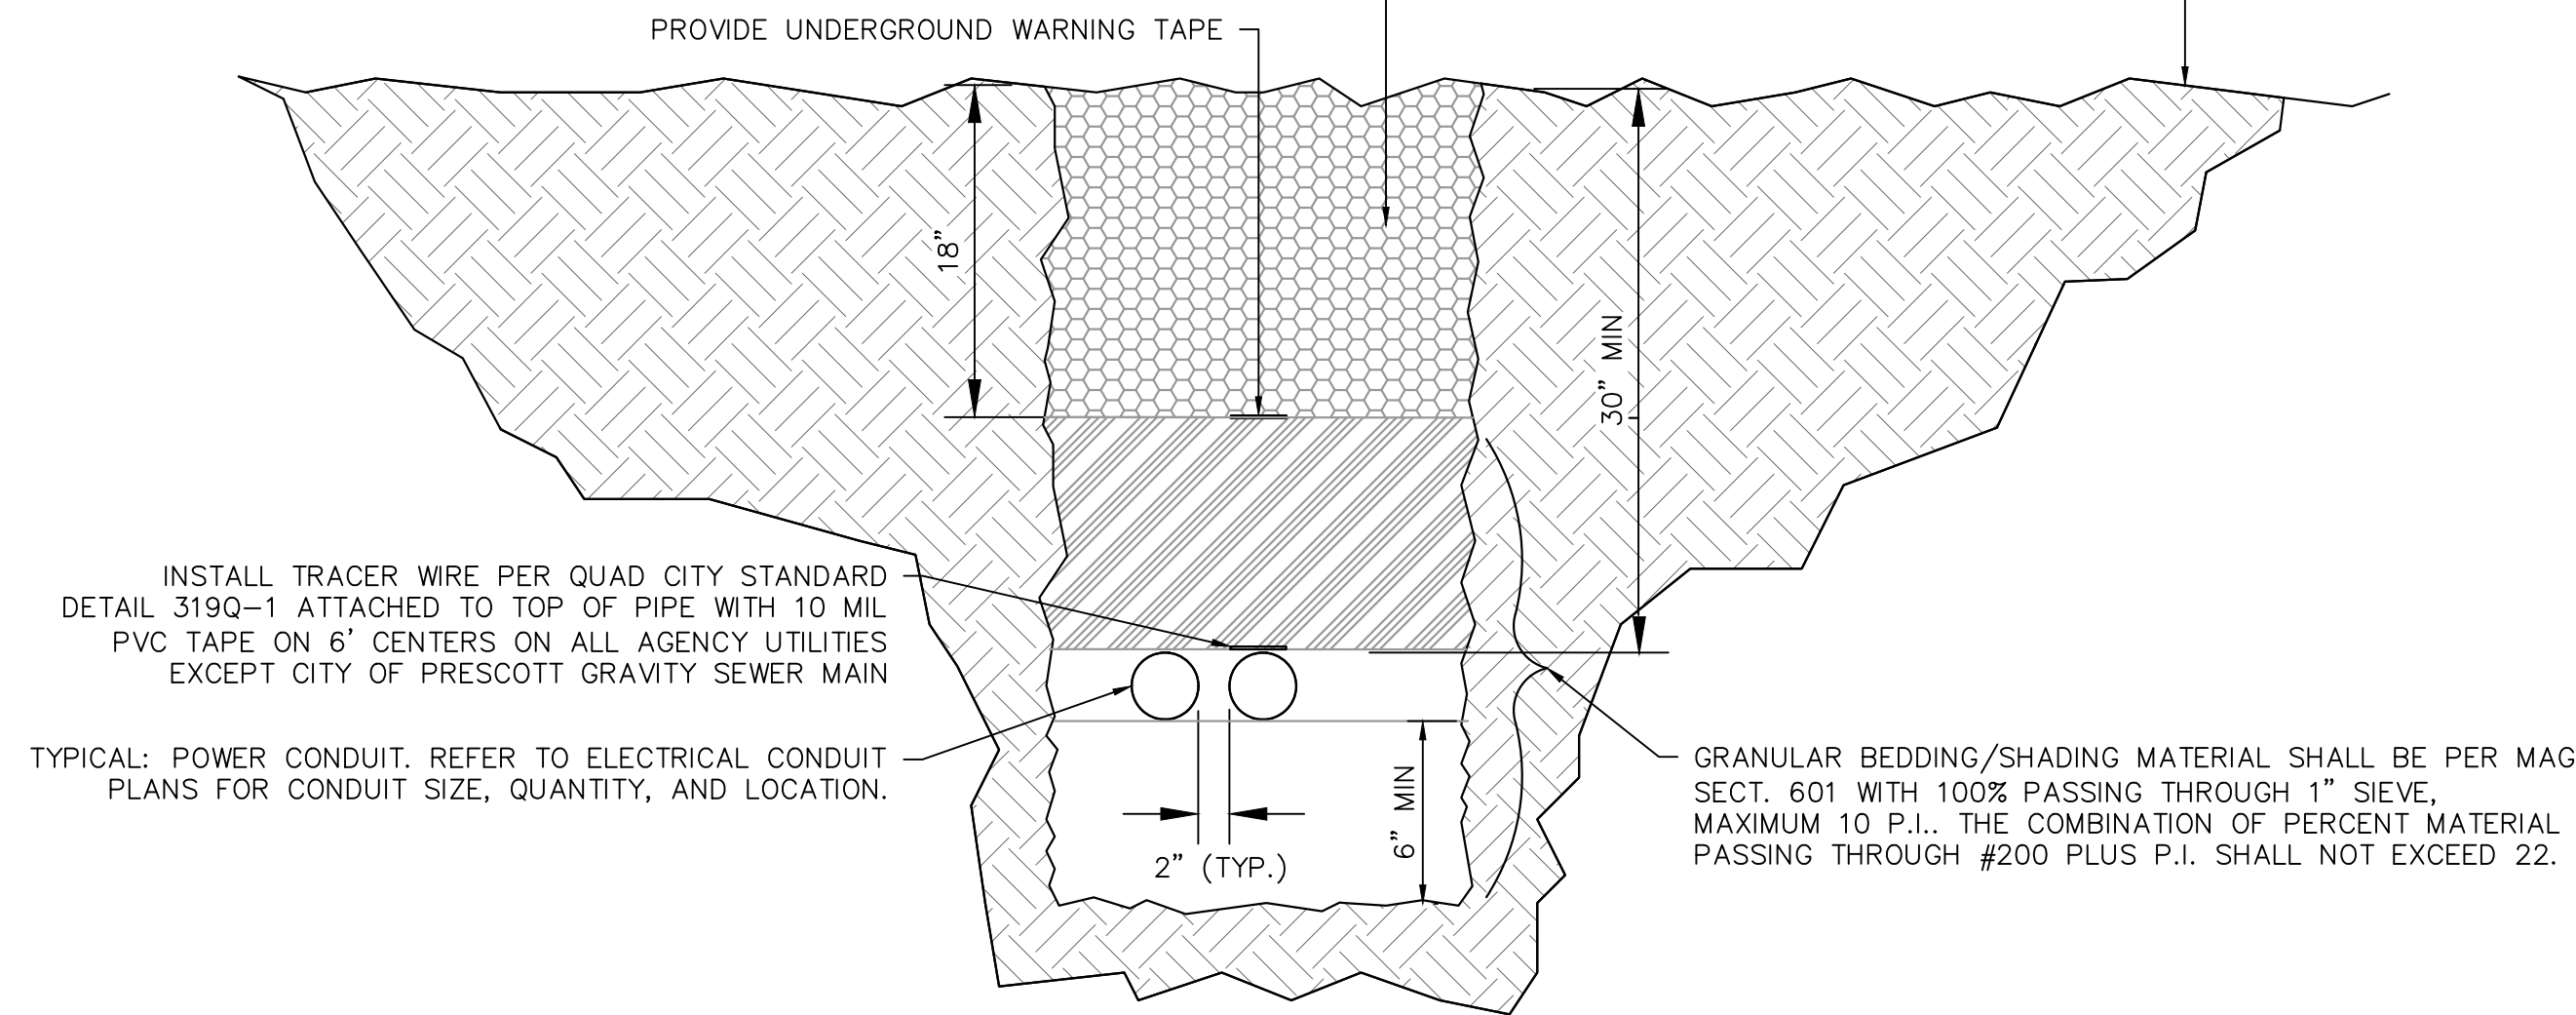 PROVIDE UNDERGROUND WARNING TAPE
18”
30” MIN
INSTALL TRACER WIRE PER QUAD CITY STANDARD
DETAIL 319Q-1 ATTACHED TO TOP OF PIPE WITH 10 MIL
PVC TAPE ON 6’ CENTERS ON ALL AGENCY UTILITIES
EXCEPT CITY OF PRESCOTT GRAVITY SEWER MAIN
TYPICAL: POWER CONDUIT. REFER TO ELECTRICAL CONDUIT
PLANS FOR CONDUIT SIZE, QUANTITY, AND LOCATION.
2” (TYP.)
6” MIN
GRANULAR BEDDING/SHADING MATERIAL SHALL BE PER MAG
SECT. 601 WITH 100% PASSING THROUGH 1” SIEVE,
MAXIMUM 10 P.I.. THE COMBINATION OF PERCENT MATERIAL
PASSING THROUGH #200 PLUS P.I. SHALL NOT EXCEED 22.